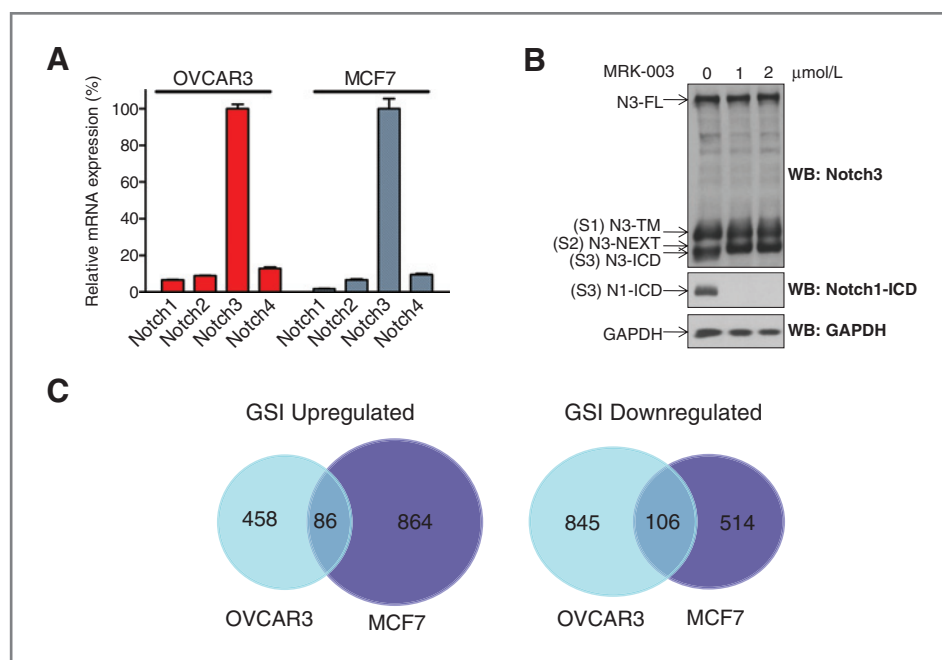 A
OVCAR3 MCF7
Relative mRNA expression (%)
100
80
60
40
20
0
Notch1 Notch2 Notch3 Notch4 Notch1 Notch2 Notch3 Notch4
B
MRK-003 0 1 2 μmol/L
N3-FL
WB: Notch3
(S1) N3-TM
(S2) N3-NEXT
(S3) N3-ICD
(S3) N1-ICD WB: Notch1-ICD
GAPDH WB: GAPDH
C
GSI Upregulated GSI Downregulated
458 86 864 845 106 514
OVCAR3 MCF7 OVCAR3 MCF7